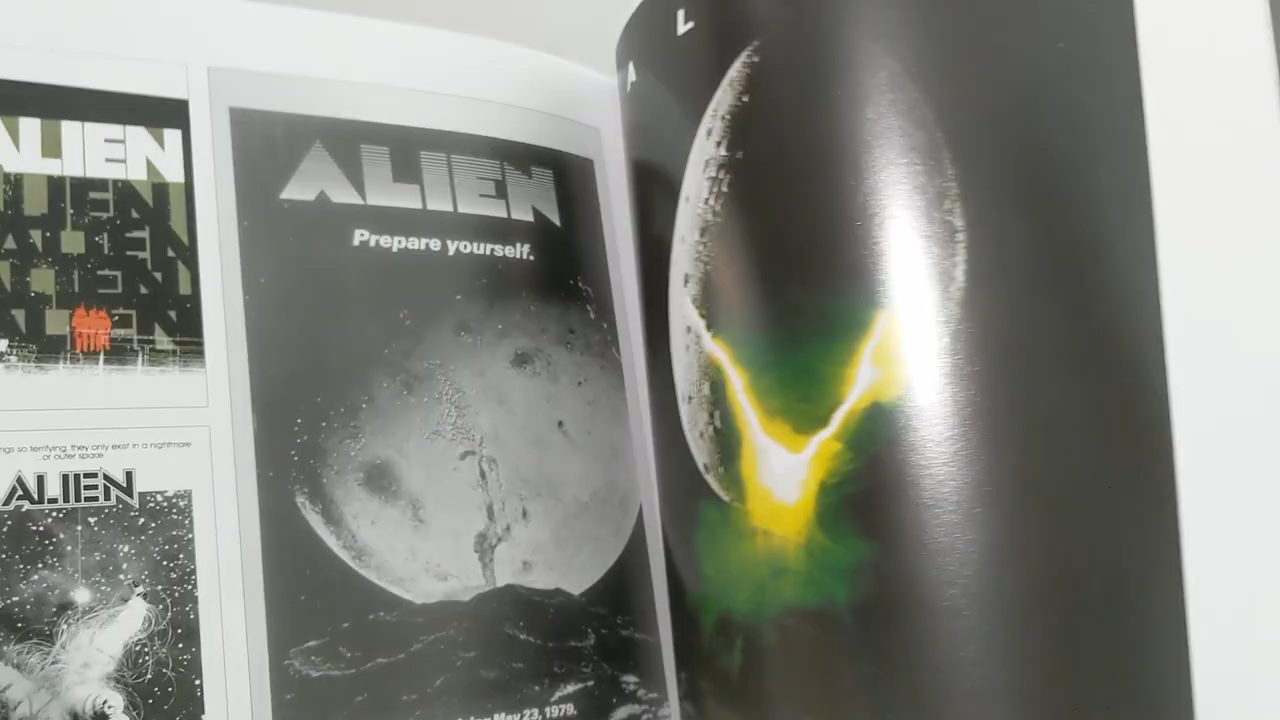 ALIEN
ALIEN
ALIEN
ALIEN
ALIEN
ngs so terrifying, they only exist in a nightmare
or outer space
ALIEN
ALIEN
Prepare yourself.
May 23, 1979.
A L